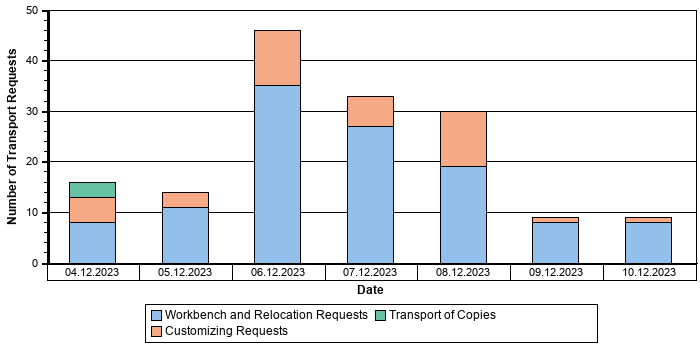 50
40
30
20
10
0
Number of Transport Requests
04.12.2023 05.12.2023 06.12.2023 07.12.2023 08.12.2023 09.12.2023 10.12.2023
Date
Workbench and Relocation Requests Transport of Copies
Customizing Requests